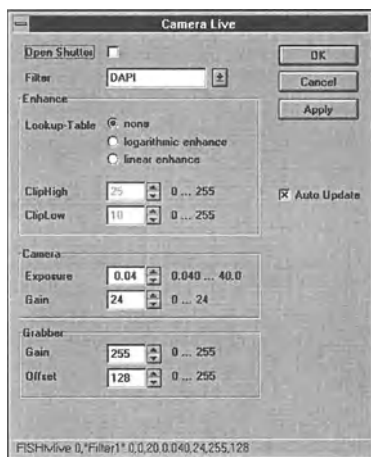 Camera Live
Open Shutter
OK
Filter DAPI
Cancel
Enhance
Apply
Lookup-Table none
logarithmic enhance
linear enhance
ClipHigh 25 0 ... 255
Auto Update
ClipLow 10 0 ... 255
Camera
Exposure 0.04 0.040 ... 40.0
Gain 24 0 ... 24
Grabber
Gain 255 0 ... 255
Offset 128 0 ... 255
0,"Filter1",0,0,20,0.040,24,255,128